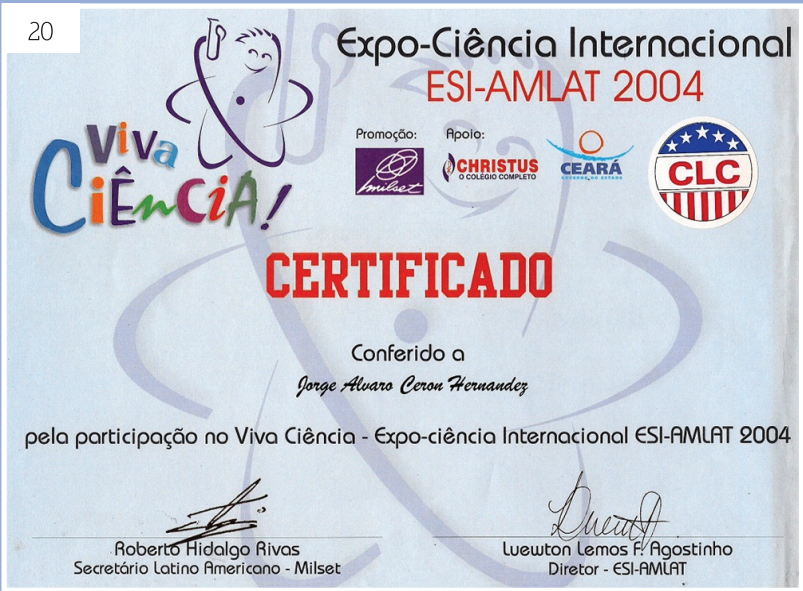 20
Expo-Ciência Internacional
ESI-AMLAT 2004
Viva
CiÊnCiA!
Promoção: Apoio:
milset
CHRISTUS
O COLÉGIO COMPLETO
CEARÁ
GOVERNO DO ESTADO
CLC
CERTIFICADO
Conferido a
Jorge Alvaro Ceron Hernandez
pela participação no Viva Ciência - Expo-ciência Internacional ESI-AMLAT 2004
Roberto Hidalgo Rivas
Secretário Latino Americano - Milset
Luewton Lemos F. Agostinho
Diretor - ESI-AMLAT